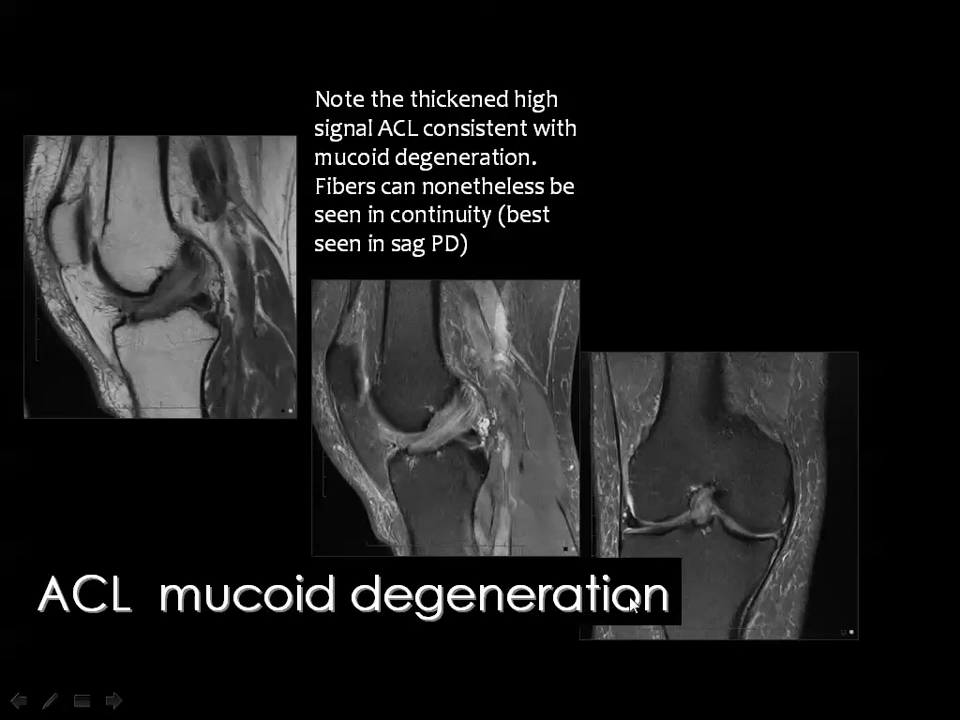 Note the thickened high
signal ACL consistent with
mucoid degeneration.
Fibers can nonetheless be
seen in continuity (best
seen in sag PD)
ACL mucoid degeneration